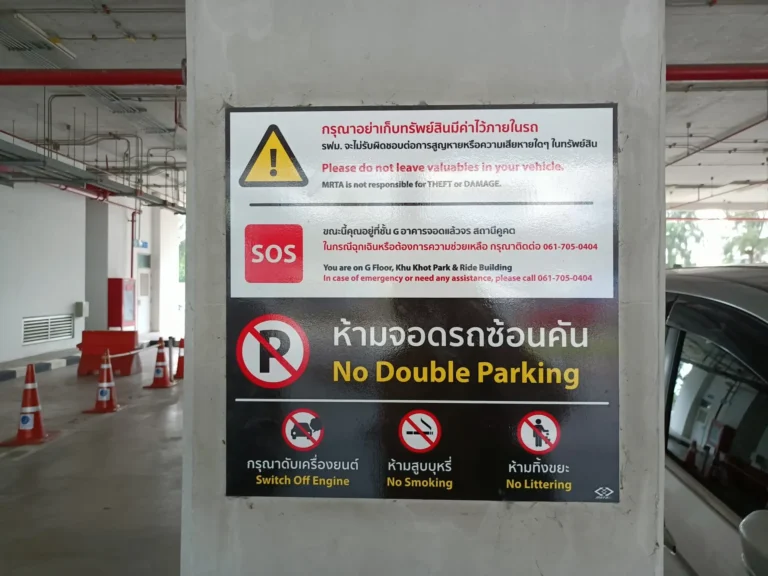 กรุณาอย่าเก็บทรัพย์สินมีค่าไว้ภายในรถ
รฟม. จะไม่รับผิดชอบต่อการสูญหายหรือความเสียหายใดๆ ในทรัพย์สิน
Please do not leave valuables in your vehicle.
MRTA is not responsible for THEFT or DAMAGE.
SOS
ขณะนี้คุณอยู่ที่ชั้น G อาคารจอดแล้วจร สถานีคูคต
ในกรณีฉุกเฉินหรือต้องการความช่วยเหลือ กรุณาติดต่อ 061-705-0404
You are on G Floor, Khu Khot Park & Ride Building
In case of emergency or need any assistance, please call 061-705-0404
P
ห้ามจอดรถซ้อนคัน
No Double Parking
กรุณาดับเครื่องยนต์
Switch Off Engine
ห้ามสูบบุหรี่
No Smoking
ห้ามทิ้งขยะ
No Littering